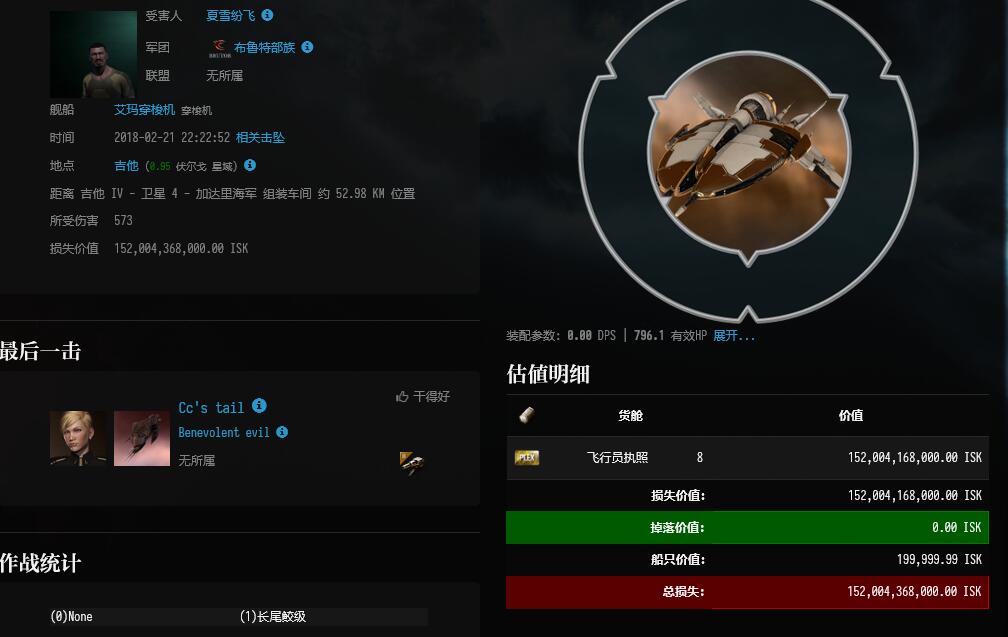 受害人 夏雪纷飞
军团 布鲁特部族
联盟 无所属
舰船 艾玛穿梭机 穿梭机
时间 2018-02-21 22:22:52 相关击坠
地点 吉他 (0.95 伏尔戈 星域)
距离 吉他 IV - 卫星 4 - 加达里海军 组装车间 约 52.98 KM 位置
所受伤害 573
损失价值 152,004,368,000.00 ISK
最后一击
干得好
Cc's tail
Benevolent evil
无所属
作战统计
(0)None (1)长尾鲛级
装配参数: 0.00 DPS | 796.1 有效HP 展开...
估值明细
货舱 价值
PLEX 飞行员执照 8 152,004,168,000.00 ISK
损失价值: 152,004,168,000.00 ISK
掉落价值: 0.00 ISK
船只价值: 199,999.99 ISK
总损失: 152,004,368,000.00 ISK